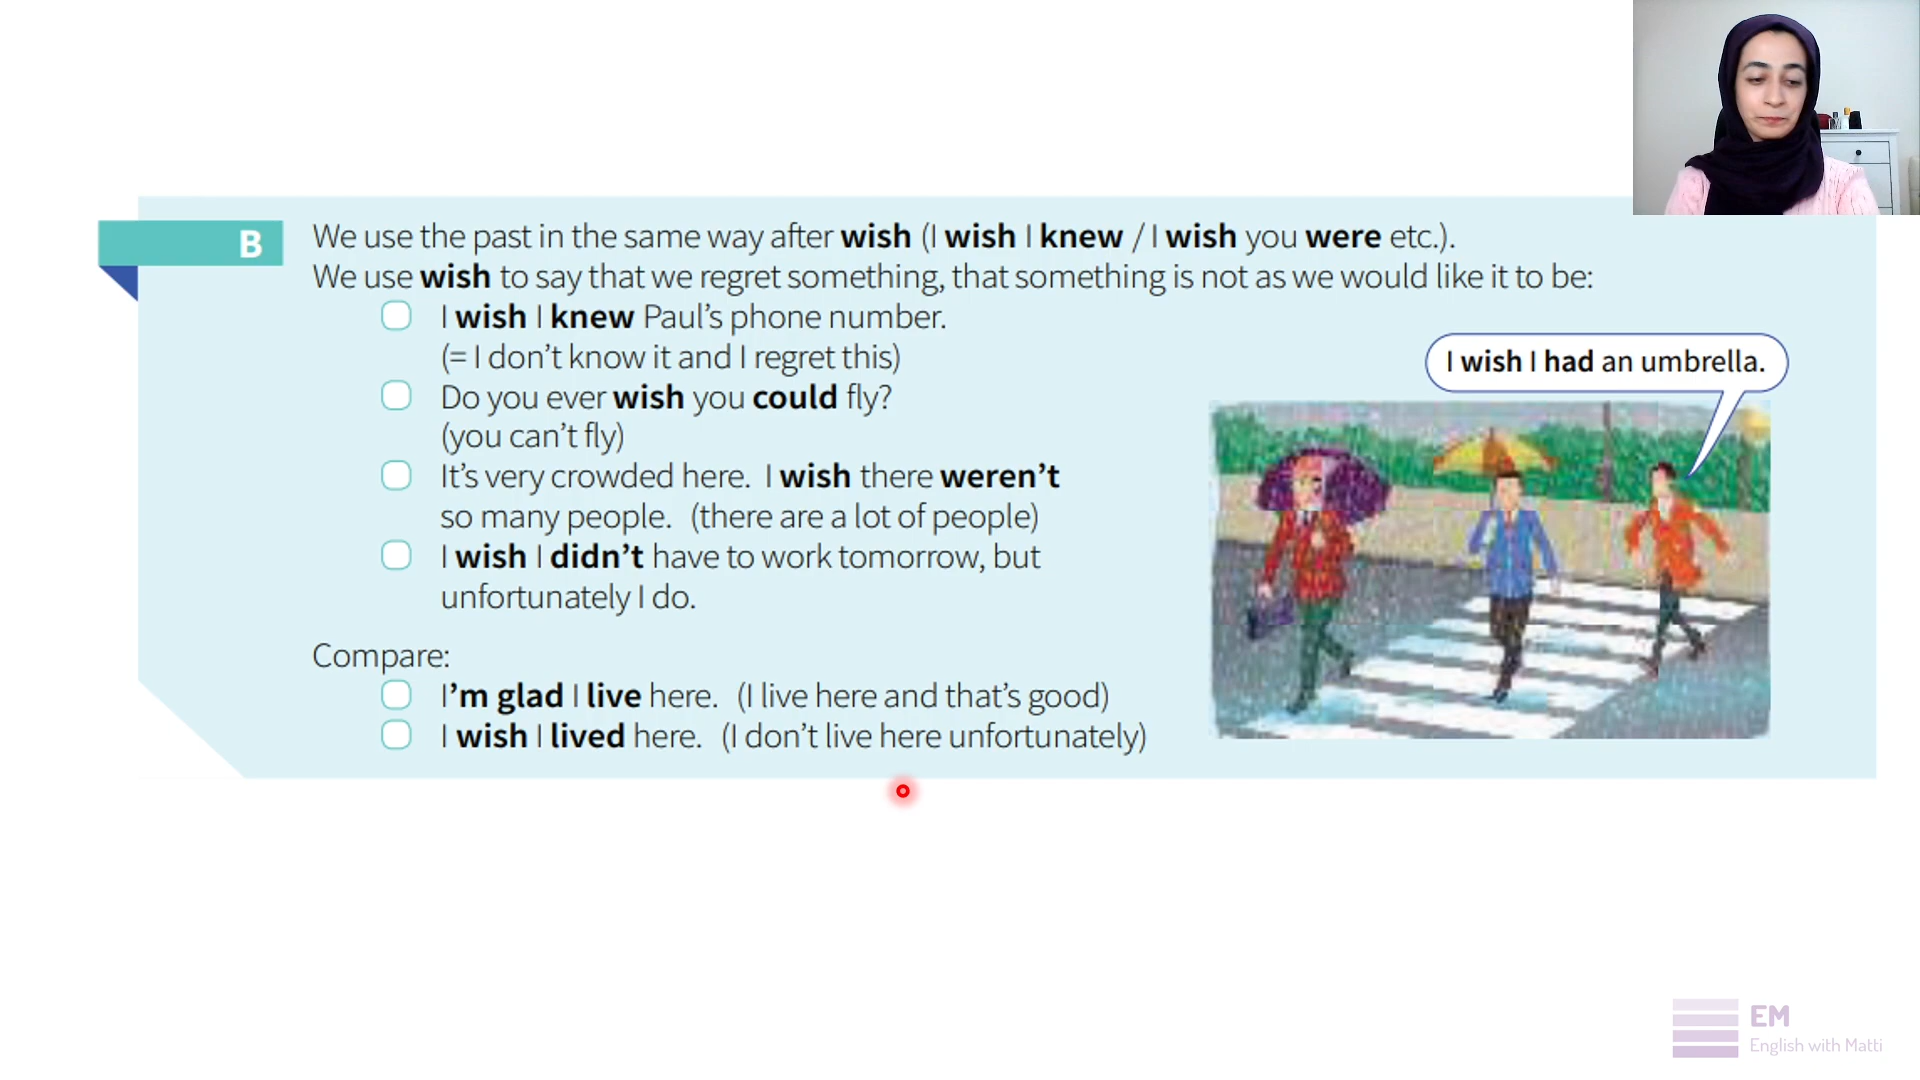 B
We use the past in the same way after wish (I wish I knew / I wish you were etc.).
We use wish to say that we regret something, that something is not as we would like it to be:
I wish I knew Paul’s phone number.
(= I don’t know it and I regret this)
Do you ever wish you could fly?
(you can’t fly)
It’s very crowded here. I wish there weren’t
so many people. (there are a lot of people)
I wish I didn’t have to work tomorrow, but
unfortunately I do.
I wish I had an umbrella.
Compare:
I’m glad I live here. (I live here and that’s good)
I wish I lived here. (I don’t live here unfortunately)
EM
English with Matti